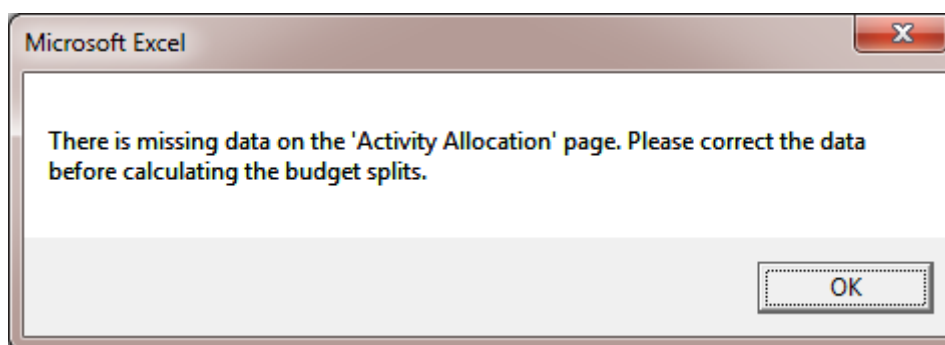 Microsoft Excel
There is missing data on the 'Activity Allocation' page. Please correct the data
before calculating the budget splits.
OK